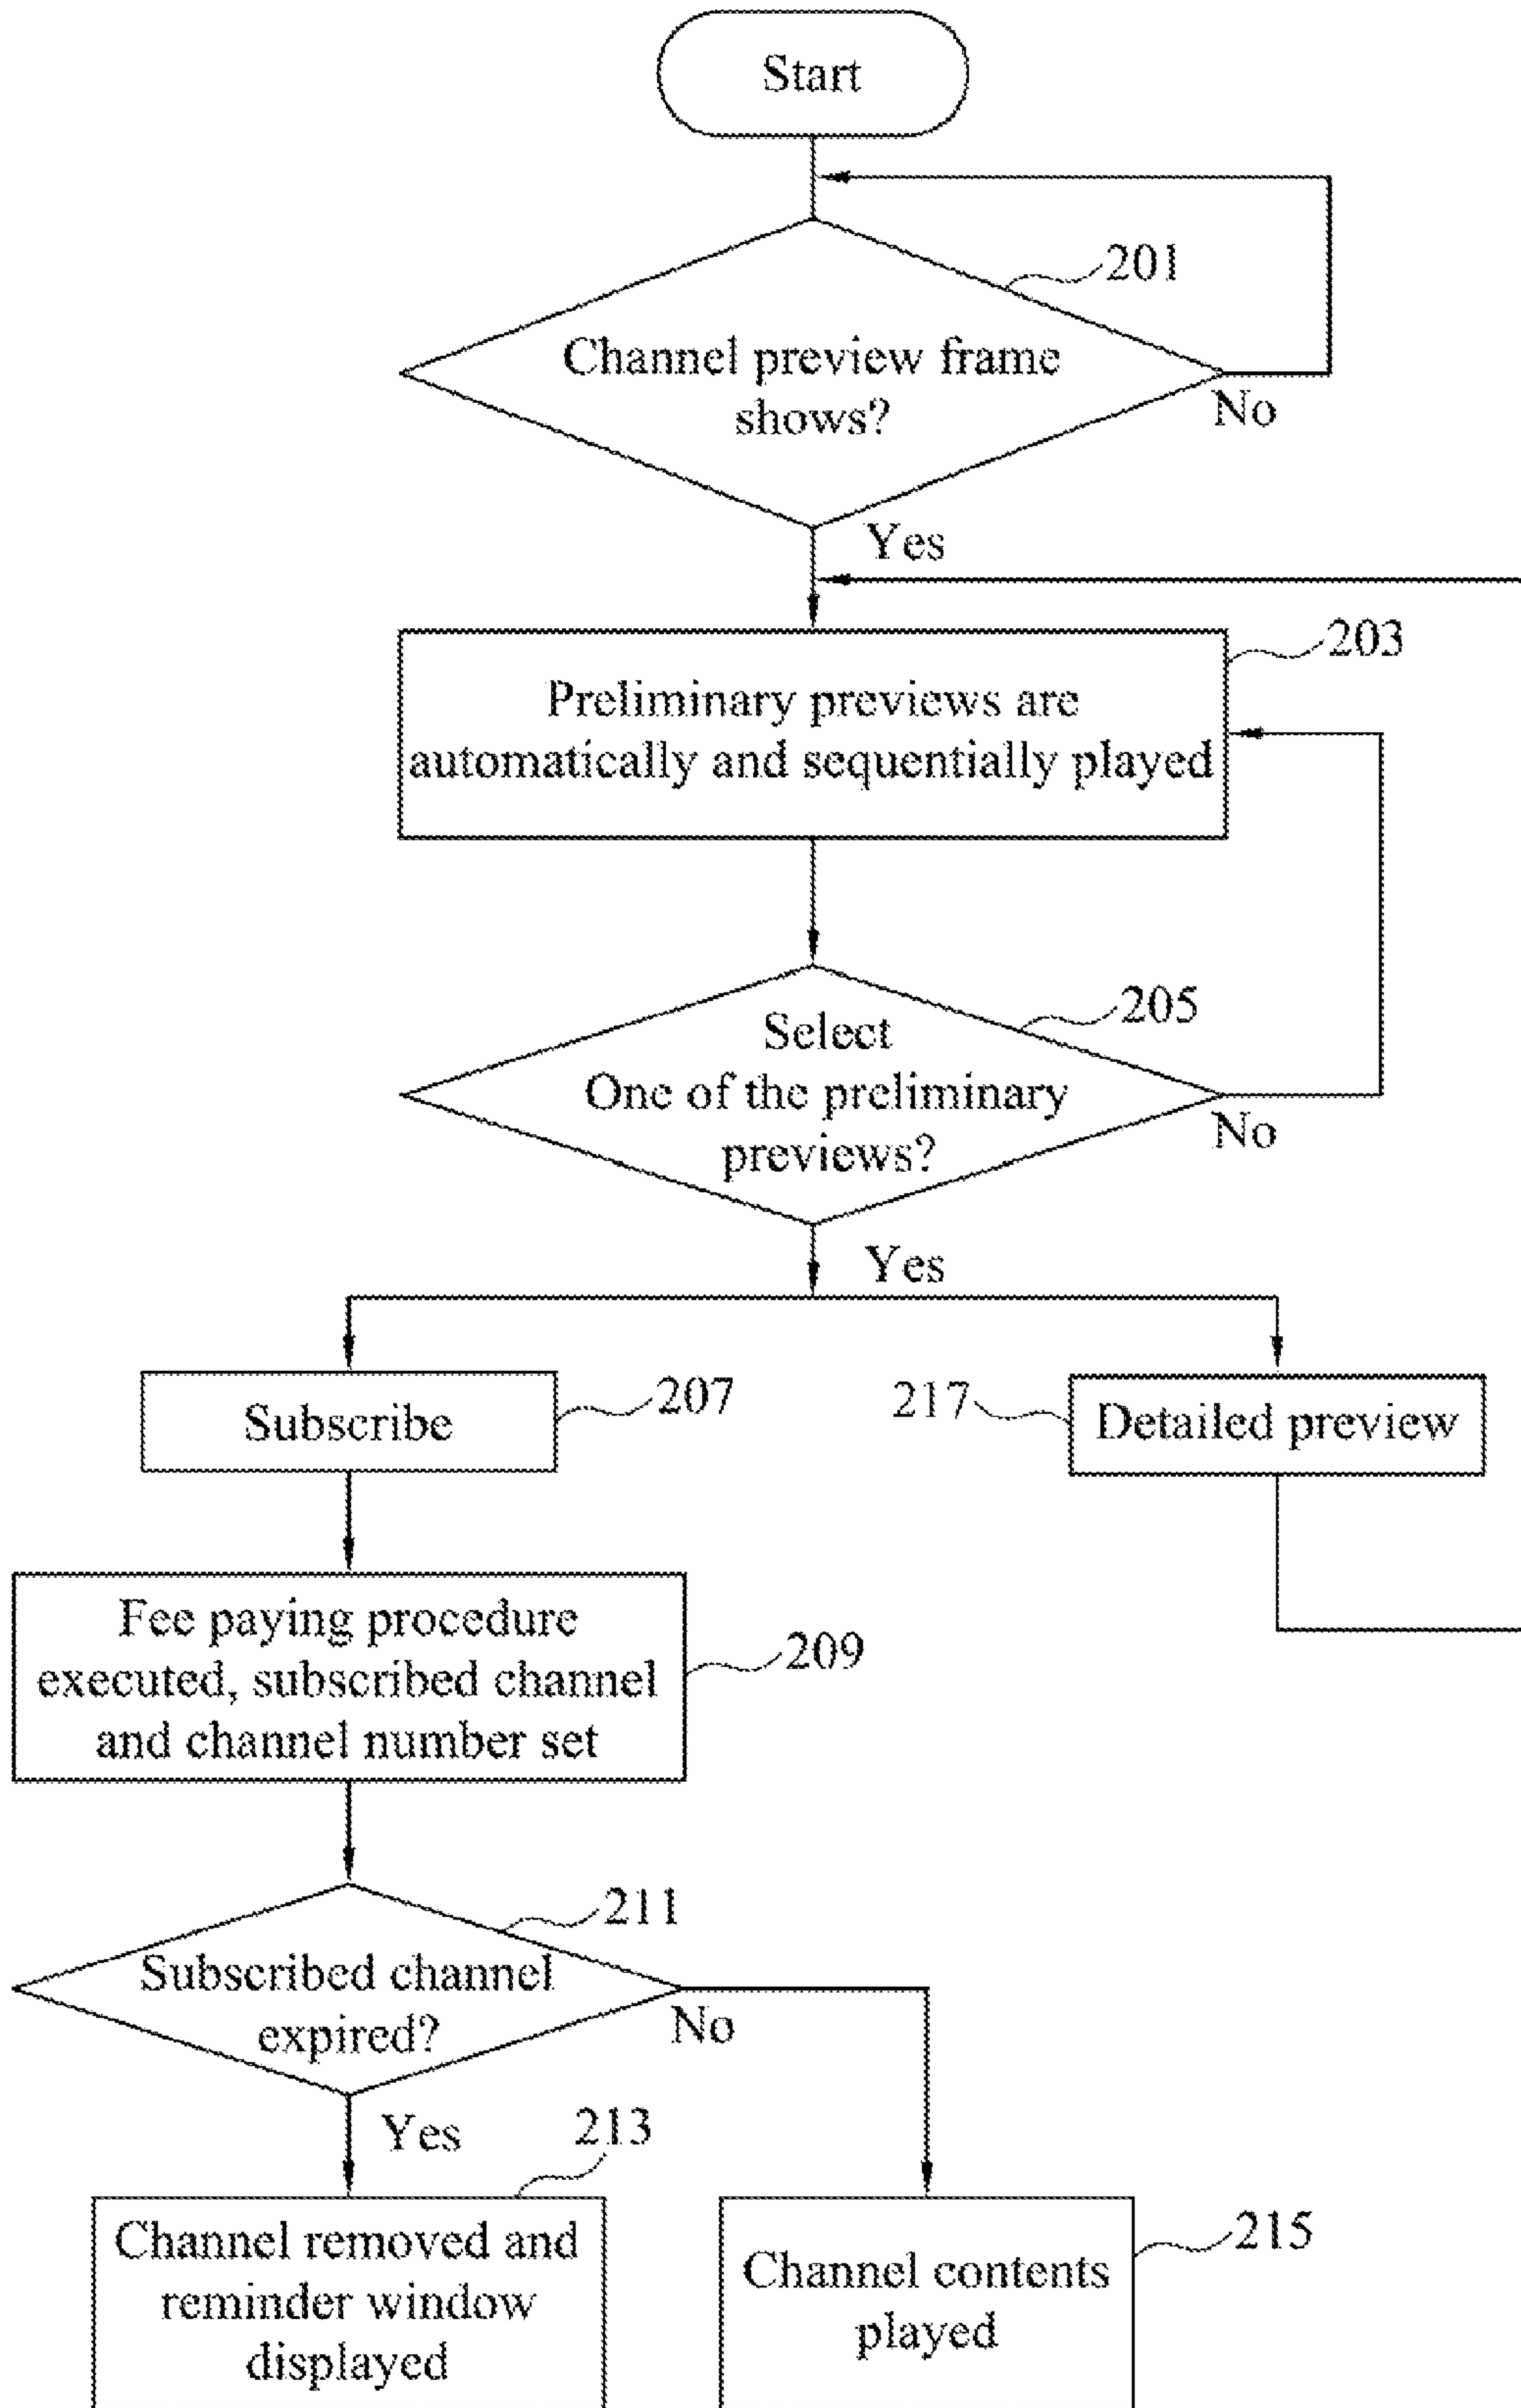 Start
201
Channel preview frame
shows?
No
Yes
203
Preliminary previews are
automatically and sequentially played
205
Select
One of the preliminary
previews?
No
Yes
Subscribe
207
217
Detailed preview
Fee paying procedure
executed, subscribed channel
and channel number set
209
211
Subscribed channel
expired?
No
Yes
213
Channel removed and
reminder window
displayed
Channel contents
played
215